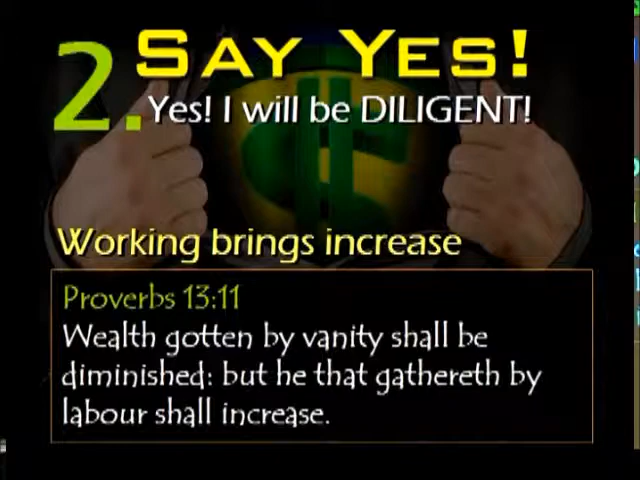 2. SAY YES!
Yes! I will be DILIGENT!
Working brings increase
Proverbs 13:11
Wealth gotten by vanity shall be
diminished: but he that gathereth by
labour shall increase.